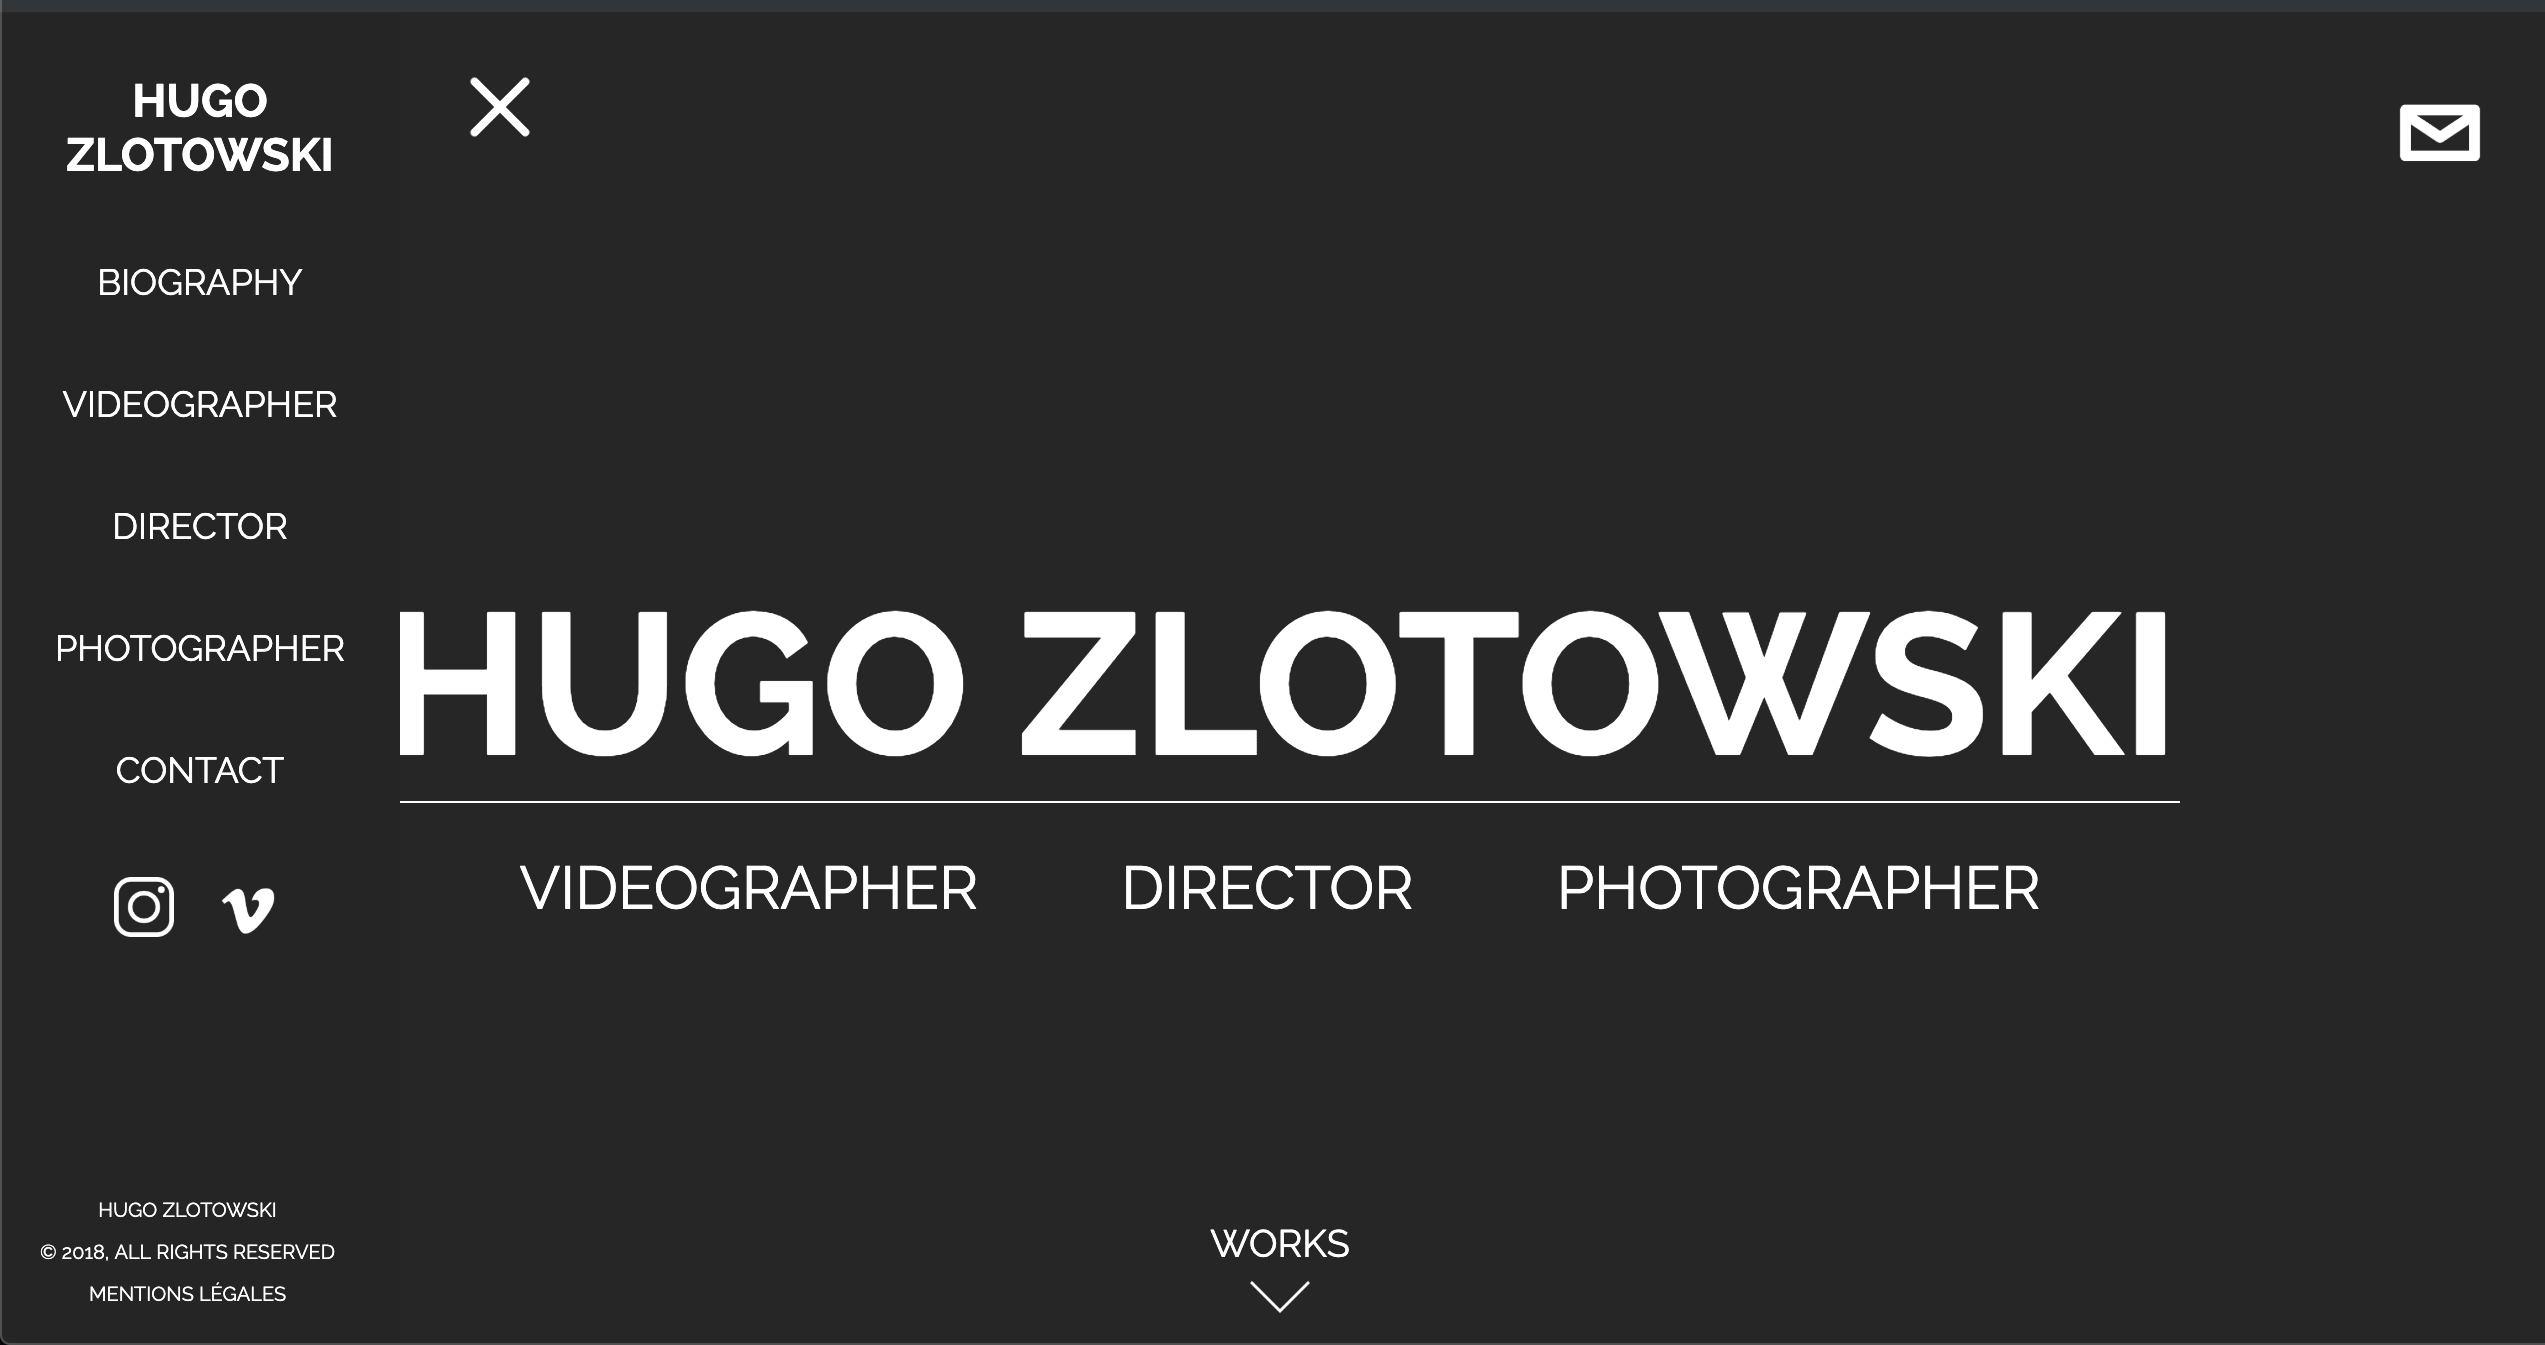 HUGO
ZLOTOWSKI
BIOGRAPHY
VIDEOGRAPHER
DIRECTOR
PHOTOGRAPHER
CONTACT
HUGO ZLOTOWSKI
© 2018, ALL RIGHTS RESERVED
MENTIONS LÉGALES
HUGO ZLOTOWSKI
VIDEOGRAPHER DIRECTOR PHOTOGRAPHER
WORKS